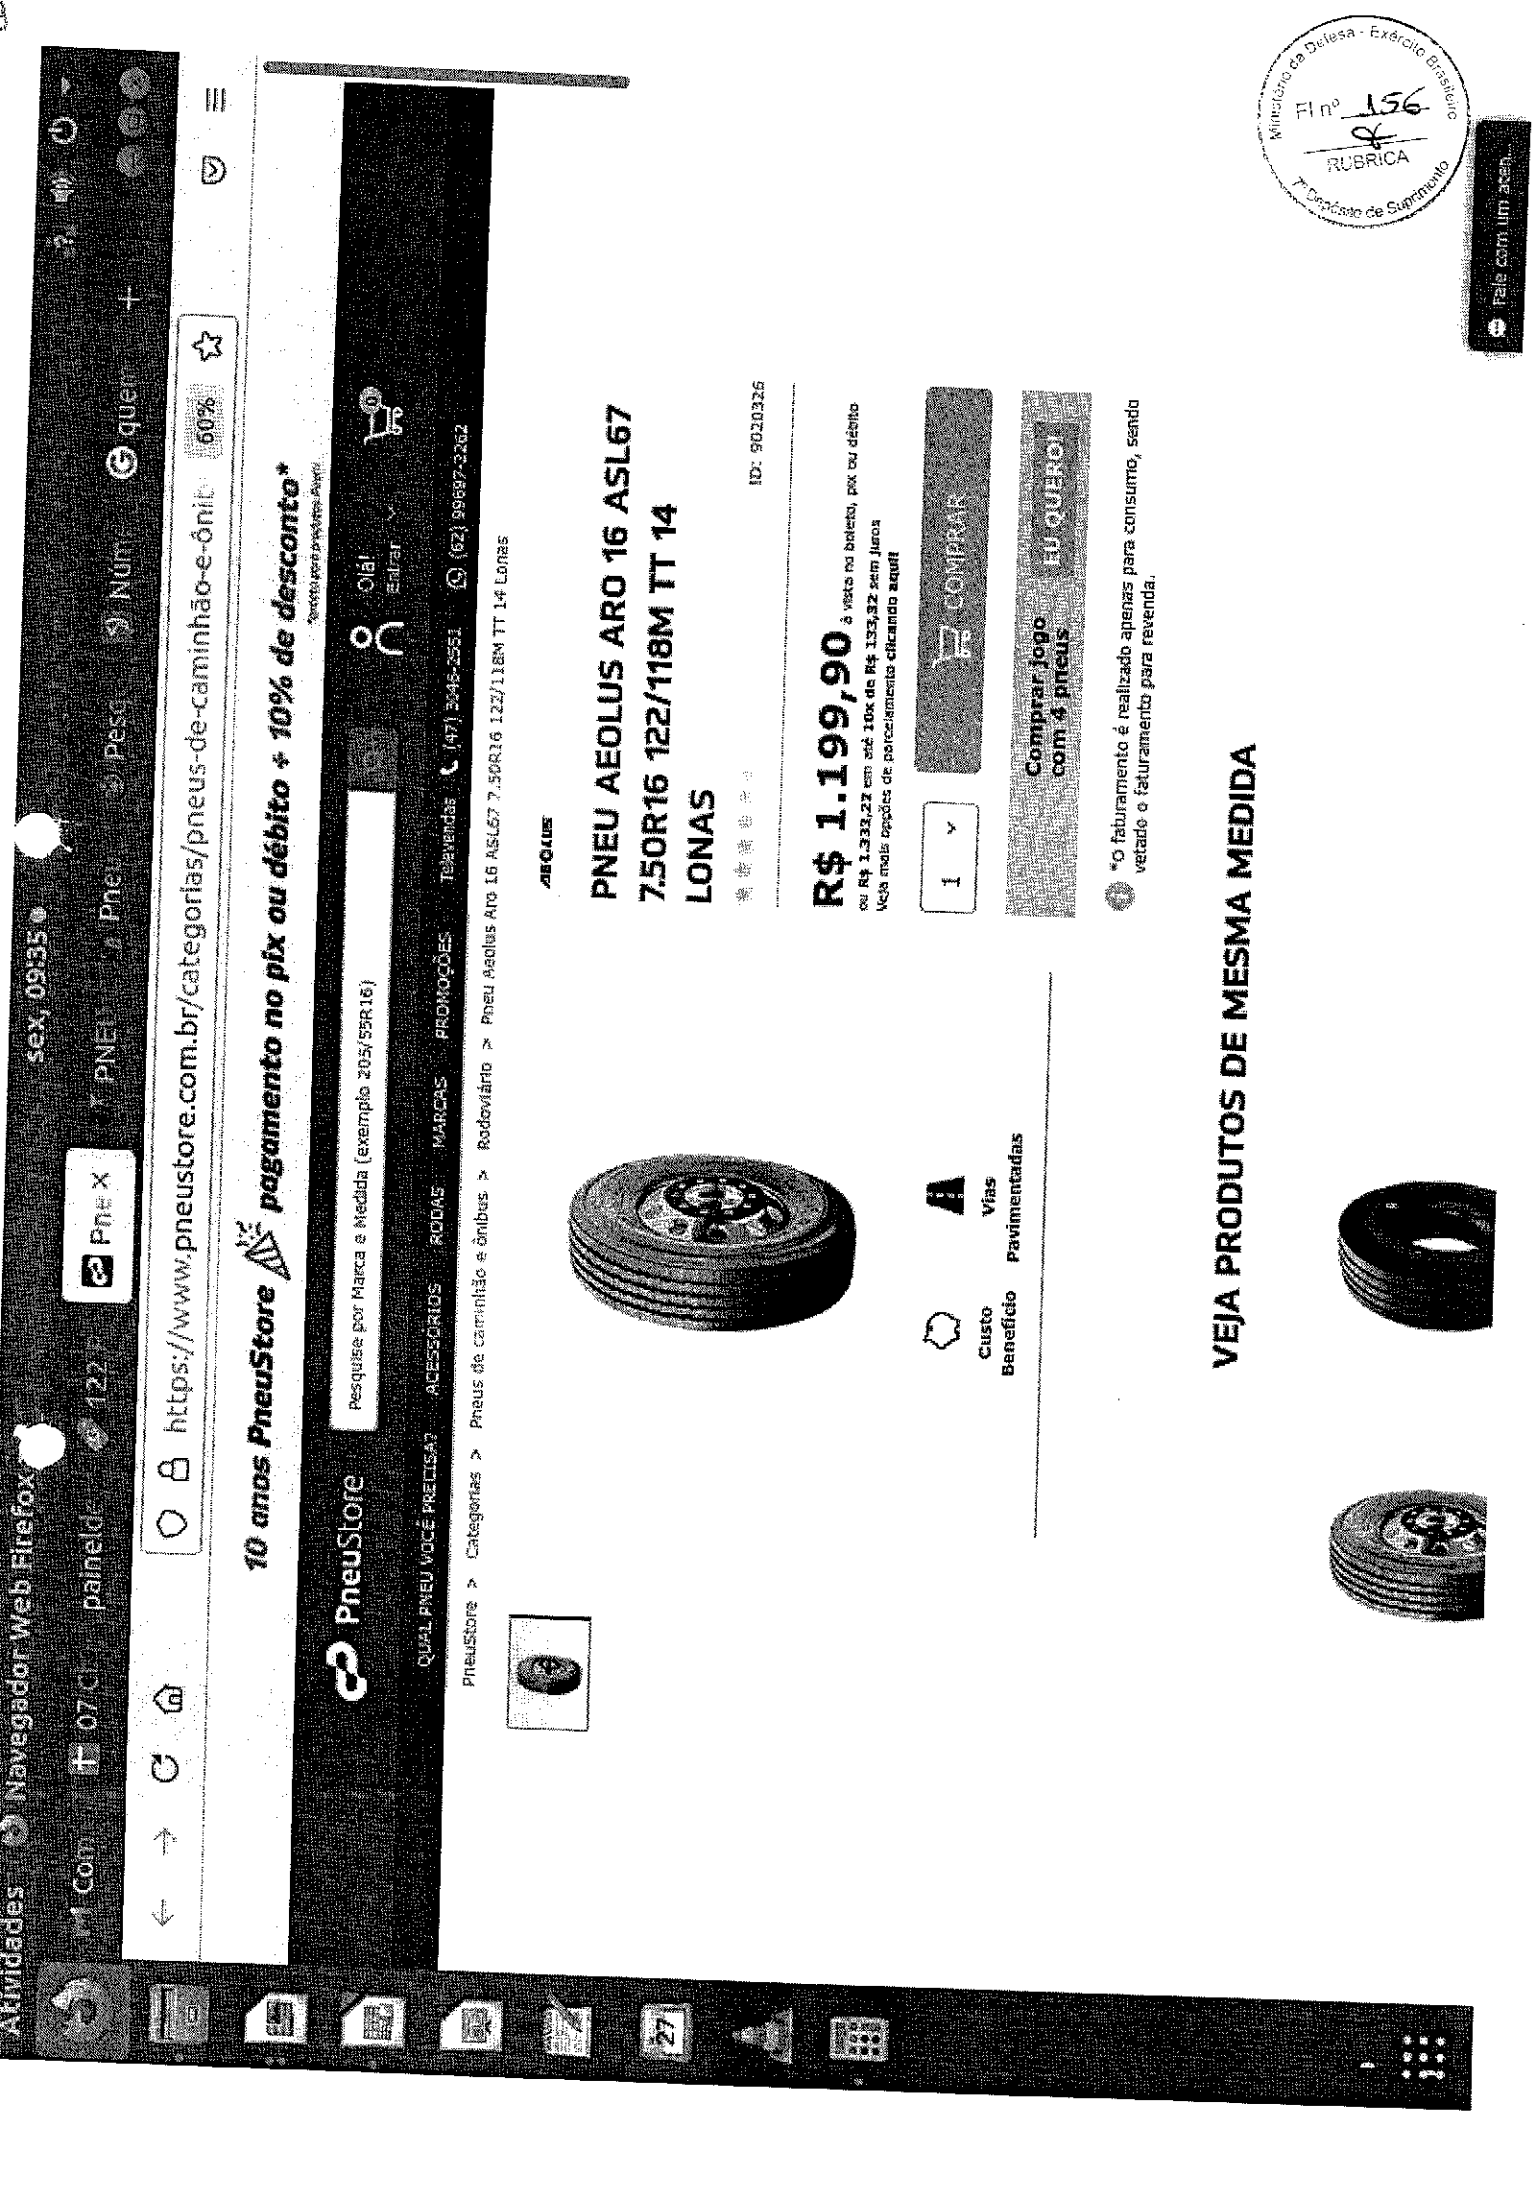 Atividades Navegador Web Firefox sex, 09:35
Com 07 Cl painel 122 Pne X PNEU Pneu Pesq Núm G quem +
https://www.pneustore.com.br/categorias/pneus-de-caminhão-e-ônib 60%
10 anos PneuStore pagamento no pix ou débito + 10% de desconto*
PneuStore
Pesquise por Marca e Medida (exemplo 205/55R16)
Olá!
Entrar
0
QUAL PNEU VOCÊ PRECISA? ACESSÓRIOS RODAS MARCAS PROMOÇÕES Televendas (62) 99697-3262
PneuStore > Categorias > Pneus de caminhão e ônibus > Rodoviário > Pneu Aeolus Aro 16 ASL67 7.50R16 122/118M TT 14 Lonas
AEOLUS
PNEU AEOLUS ARO 16 ASL67
7.50R16 122/118M TT 14
LONAS
ID: 9020326
R$ 1.199,90 à vista no boleto, pix ou débito
ou R$ 1.333,22 em até 10x de R$ 133,32 sem juros
Veja mais opções de parcelamento clicando aqui!
1
COMPRAR
Comprar jogo
com 4 pneus
EU QUERO!
*O faturamento é realizado apenas para consumo, sendo
vetado o faturamento para revenda.
Custo
Benefício
Vias
Pavimentadas
VEJA PRODUTOS DE MESMA MEDIDA
Fale com um aten...
27
Ministério da Defesa - Exército Brasileiro
Fl nº 156
RUBRICA
7º Depósito de Suprimento